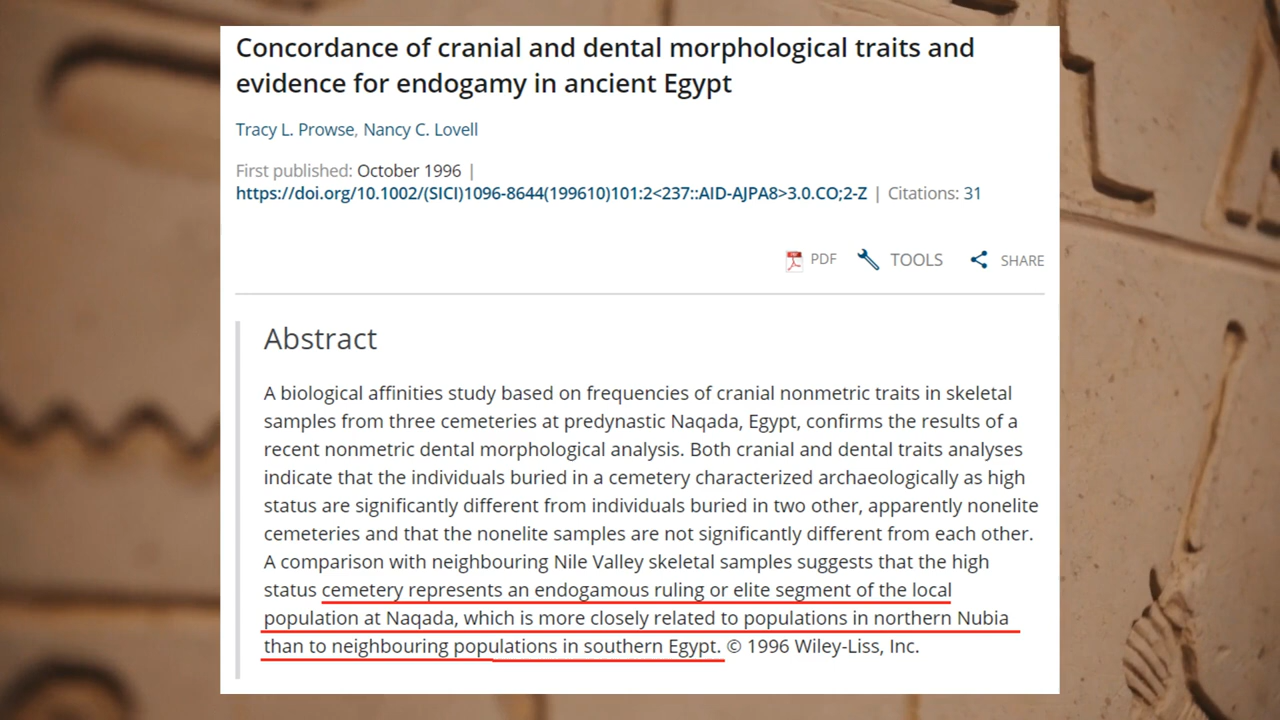 Concordance of cranial and dental morphological traits and
evidence for endogamy in ancient Egypt
Tracy L. Prowse, Nancy C. Lovell
First published: October 1996 |
https://doi.org/10.1002/(SICI)1096-8644(199610)101:2<237::AID-AJPA8>3.0.CO;2-Z | Citations: 31
PDF TOOLS SHARE
Abstract
A biological affinities study based on frequencies of cranial nonmetric traits in skeletal
samples from three cemeteries at predynastic Naqada, Egypt, confirms the results of a
recent nonmetric dental morphological analysis. Both cranial and dental traits analyses
indicate that the individuals buried in a cemetery characterized archaeologically as high
status are significantly different from individuals buried in two other, apparently nonelite
cemeteries and that the nonelite samples are not significantly different from each other.
A comparison with neighbouring Nile Valley skeletal samples suggests that the high
status cemetery represents an endogamous ruling or elite segment of the local
population at Naqada, which is more closely related to populations in northern Nubia
than to neighbouring populations in southern Egypt. © 1996 Wiley-Liss, Inc.